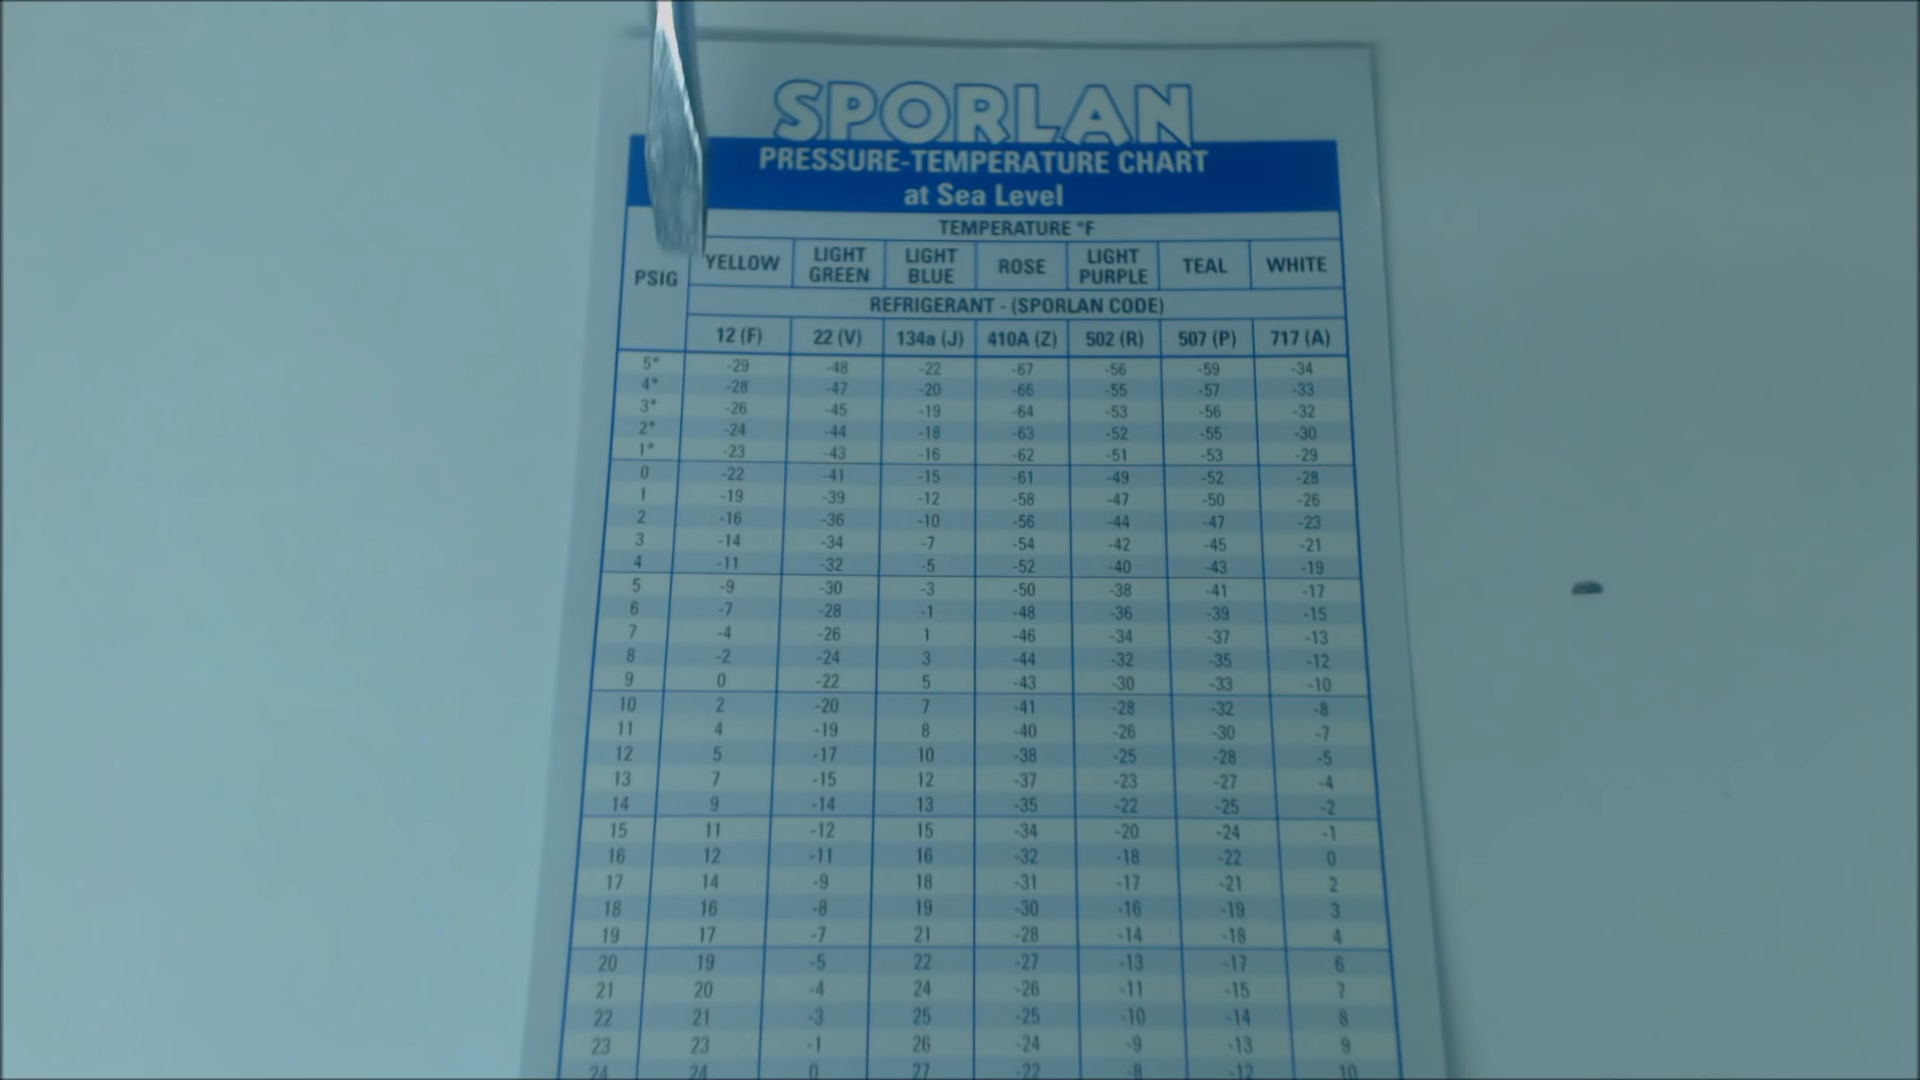 SPORLAN
PRESSURE-TEMPERATURE CHART
at Sea Level
TEMPERATURE °F
PSIG YELLOW LIGHT GREEN LIGHT BLUE ROSE LIGHT PURPLE TEAL WHITE
REFRIGERANT - (SPORLAN CODE)
12 (F) 22 (V) 134a (J) 410A (Z) 502 (R) 507 (P) 717 (A)
5* -29 -48 -22 -67 -56 -59 -34
4* -28 -47 -20 -66 -55 -57 -33
3* -26 -45 -19 -64 -53 -56 -32
2* -24 -44 -18 -63 -52 -55 -30
1* -23 -43 -16 -62 -51 -53 -29
0 -22 -41 -15 -61 -49 -52 -28
1 -19 -39 -12 -58 -47 -50 -26
2 -16 -36 -10 -56 -44 -47 -23
3 -14 -34 -7 -54 -42 -45 -21
4 -11 -32 -5 -52 -40 -43 -19
5 -9 -30 -3 -50 -38 -41 -17
6 -7 -28 -1 -48 -36 -39 -15
7 -4 -26 1 -46 -34 -37 -13
8 -2 -24 3 -44 -32 -35 -12
9 0 -22 5 -43 -30 -33 -10
10 2 -20 7 -41 -28 -32 -8
11 4 -19 8 -40 -26 -30 -7
12 5 -17 10 -38 -25 -28 -5
13 7 -15 12 -37 -23 -27 -4
14 9 -14 13 -35 -22 -25 -2
15 11 -12 15 -34 -20 -24 -1
16 12 -11 16 -32 -18 -22 0
17 14 -9 18 -31 -17 -21 2
18 16 -8 19 -30 -16 -19 3
19 17 -7 21 -28 -14 -18 4
20 19 -5 22 -27 -13 -17 6
21 20 -4 24 -26 -11 -15 7
22 21 -3 25 -25 -10 -14 8
23 23 -1 26 -24 -9 -13 9
24 24 0 27 -22 -8 -12 10